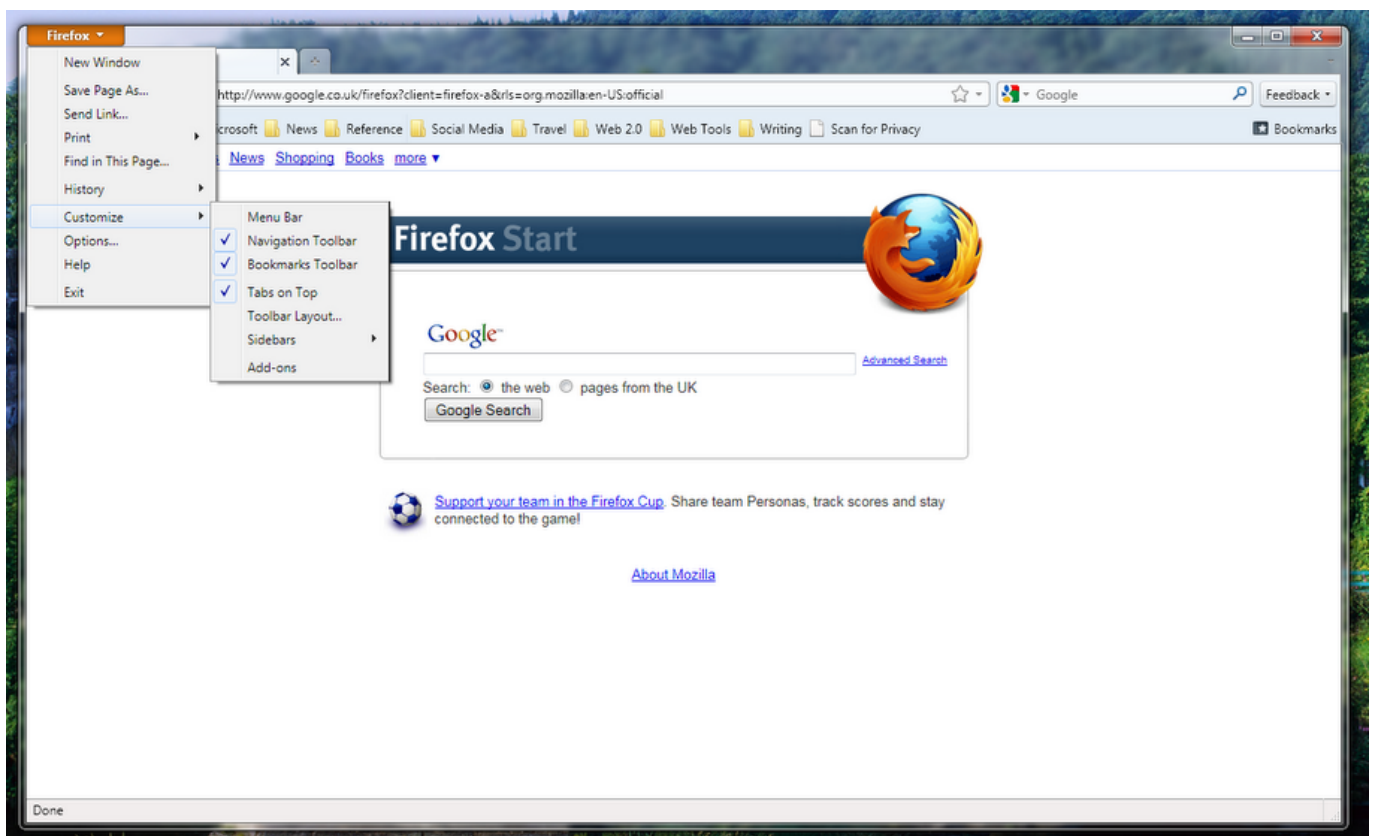 Firefox
New Window
Save Page As...
Send Link...
Print
Find in This Page...
History
Customize
Options...
Help
Exit
Menu Bar
Navigation Toolbar
Bookmarks Toolbar
Tabs on Top
Toolbar Layout...
Sidebars
Add-ons
http://www.google.co.uk/firefox?client=firefox-a&rls=org.mozilla:en-US:official
Google
Feedback
crosoft News Reference Social Media Travel Web 2.0 Web Tools Writing Scan for Privacy
Bookmarks
News Shopping Books more
Firefox Start
Google
Advanced Search
Search: the web pages from the UK
Google Search
Support your team in the Firefox Cup. Share team Personas, track scores and stay
connected to the game!
About Mozilla
Done